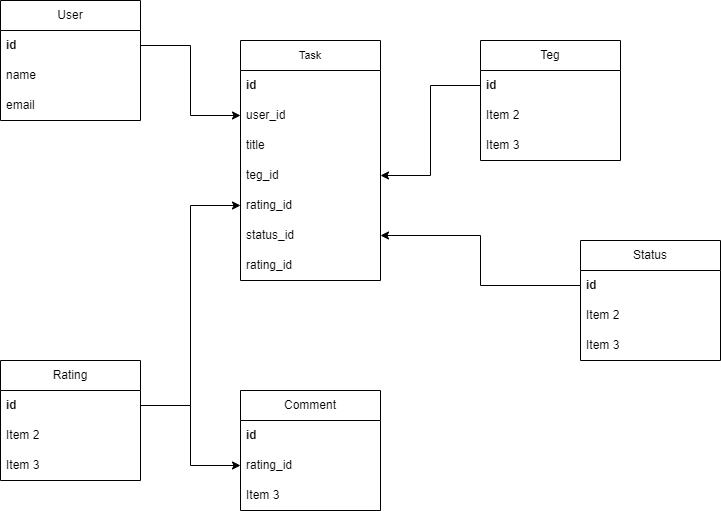 User
id
name
email
Task
id
user_id
title
teg_id
rating_id
status_id
rating_id
Teg
id
Item 2
Item 3
Status
id
Item 2
Item 3
Rating
id
Item 2
Item 3
Comment
id
rating_id
Item 3